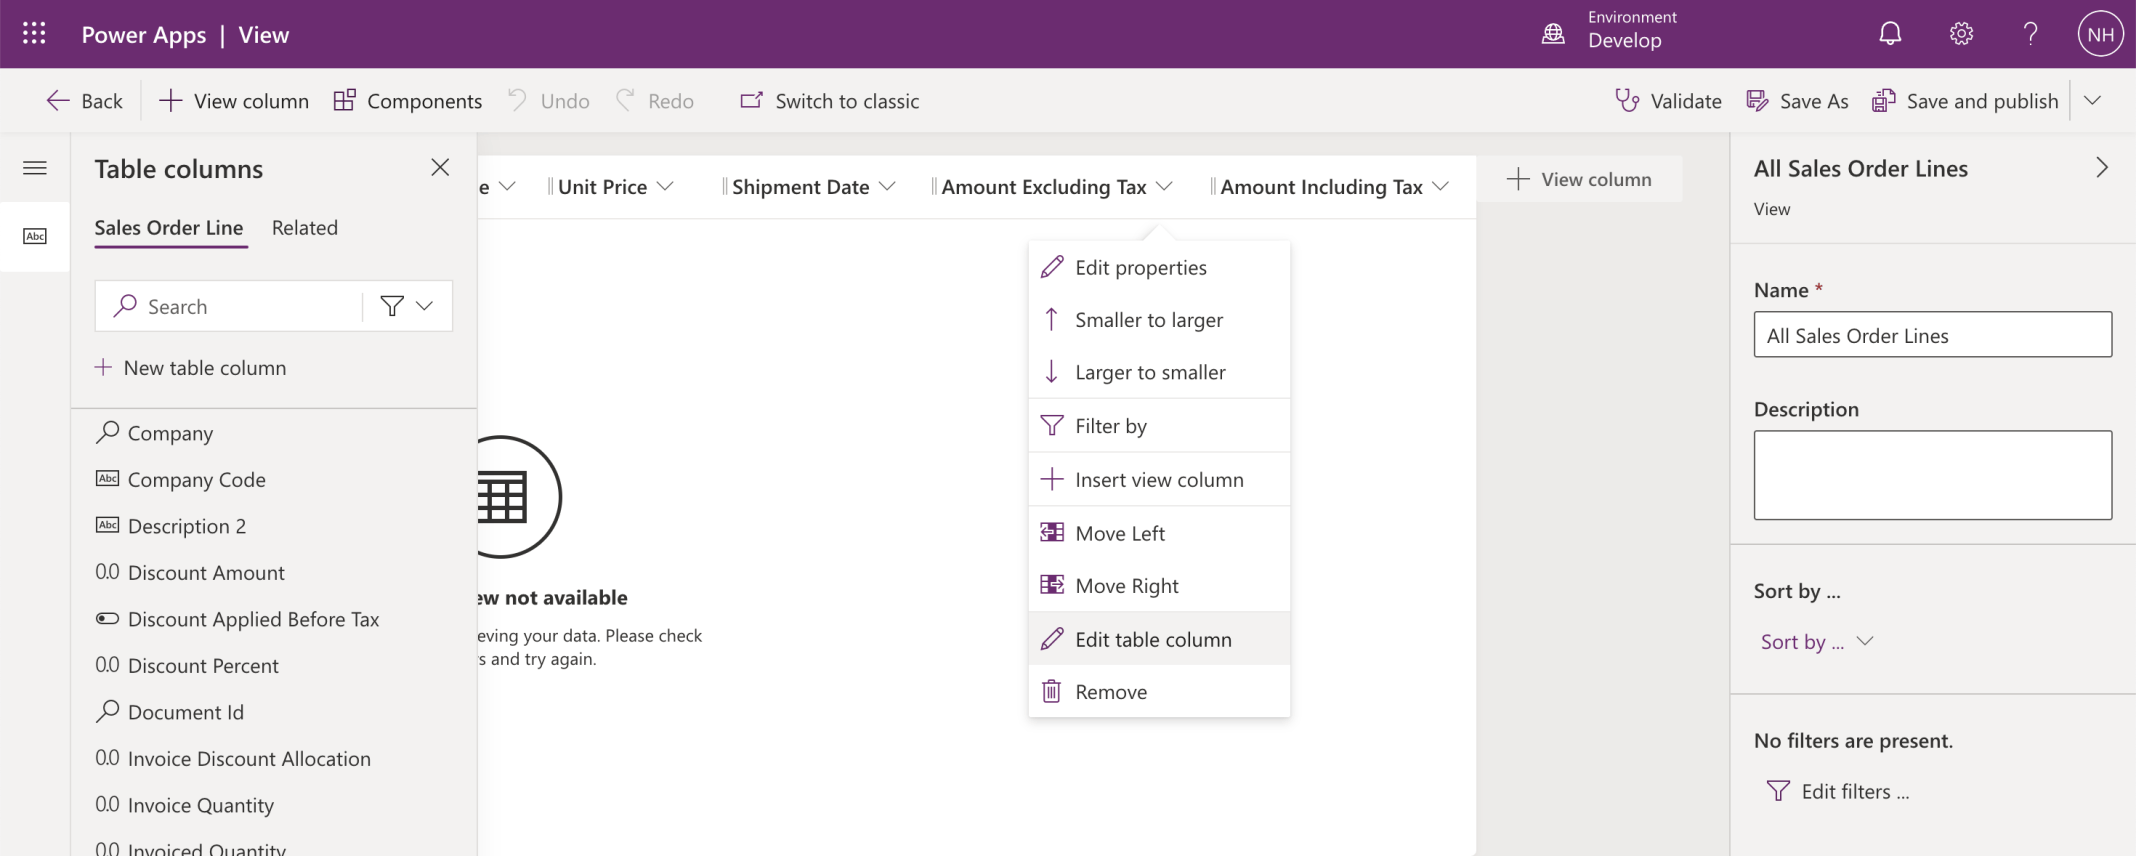 Power Apps | View
Environment
Develop
NH
Back
View column
Components
Undo
Redo
Switch to classic
Validate
Save As
Save and publish
Table columns
Sales Order Line
Related
Search
New table column
Company
Abc Company Code
Abc Description 2
0.0 Discount Amount
Discount Applied Before Tax
0.0 Discount Percent
Document Id
0.0 Invoice Discount Allocation
0.0 Invoice Quantity
0.0 Invoiced Quantity
Abc
e
Unit Price
Shipment Date
Amount Excluding Tax
Amount Including Tax
View column
ew not available
eving your data. Please check
s and try again.
Edit properties
Smaller to larger
Larger to smaller
Filter by
Insert view column
Move Left
Move Right
Edit table column
Remove
All Sales Order Lines
View
Name *
All Sales Order Lines
Description
Sort by ...
Sort by ...
No filters are present.
Edit filters ...